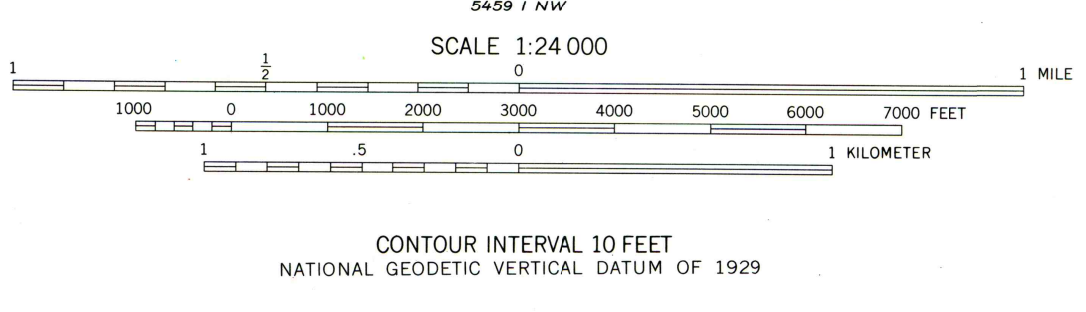 5459 I NW
SCALE 1:24 000
1 1/2 0 1 MILE
1000 0 1000 2000 3000 4000 5000 6000 7000 FEET
1 .5 0 1 KILOMETER
CONTOUR INTERVAL 10 FEET
NATIONAL GEODETIC VERTICAL DATUM OF 1929